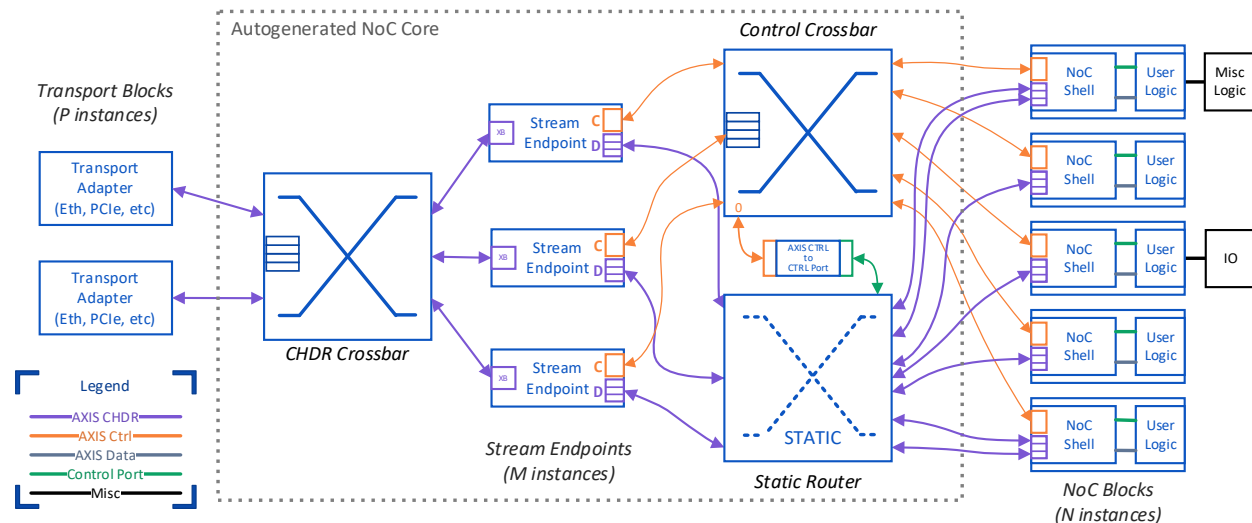 Autogenerated NoC Core
Control Crossbar
Transport Blocks
(P instances)
Transport
Adapter
(Eth, PCIe, etc)
Transport
Adapter
(Eth, PCIe, etc)
CHDR Crossbar
XB
Stream
Endpoint
C
D
XB
Stream
Endpoint
C
D
XB
Stream
Endpoint
C
D
Stream Endpoints
(M instances)
0
AXIS CTRL
to
CTRL Port
STATIC
Static Router
NoC
Shell
User
Logic
Misc
Logic
NoC
Shell
User
Logic
NoC
Shell
User
Logic
IO
NoC
Shell
User
Logic
NoC
Shell
User
Logic
NoC Blocks
(N instances)
Legend
AXIS CHDR
AXIS Ctrl
AXIS Data
Control Port
Misc